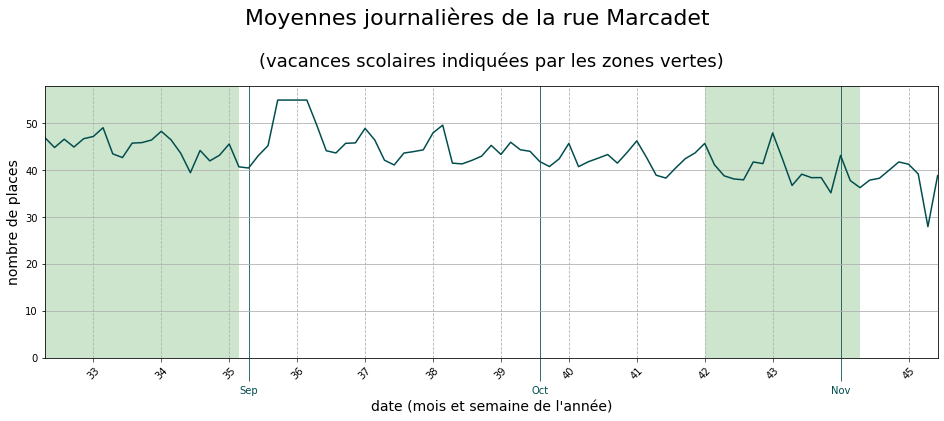 Moyennes journalières de la rue Marcadet
(vacances scolaires indiquées par les zones vertes)
nombre de places
50
40
30
20
10
0
33 34 35 36 37 38 39 40 41 42 43 45
Sep Oct Nov
date (mois et semaine de l'année)